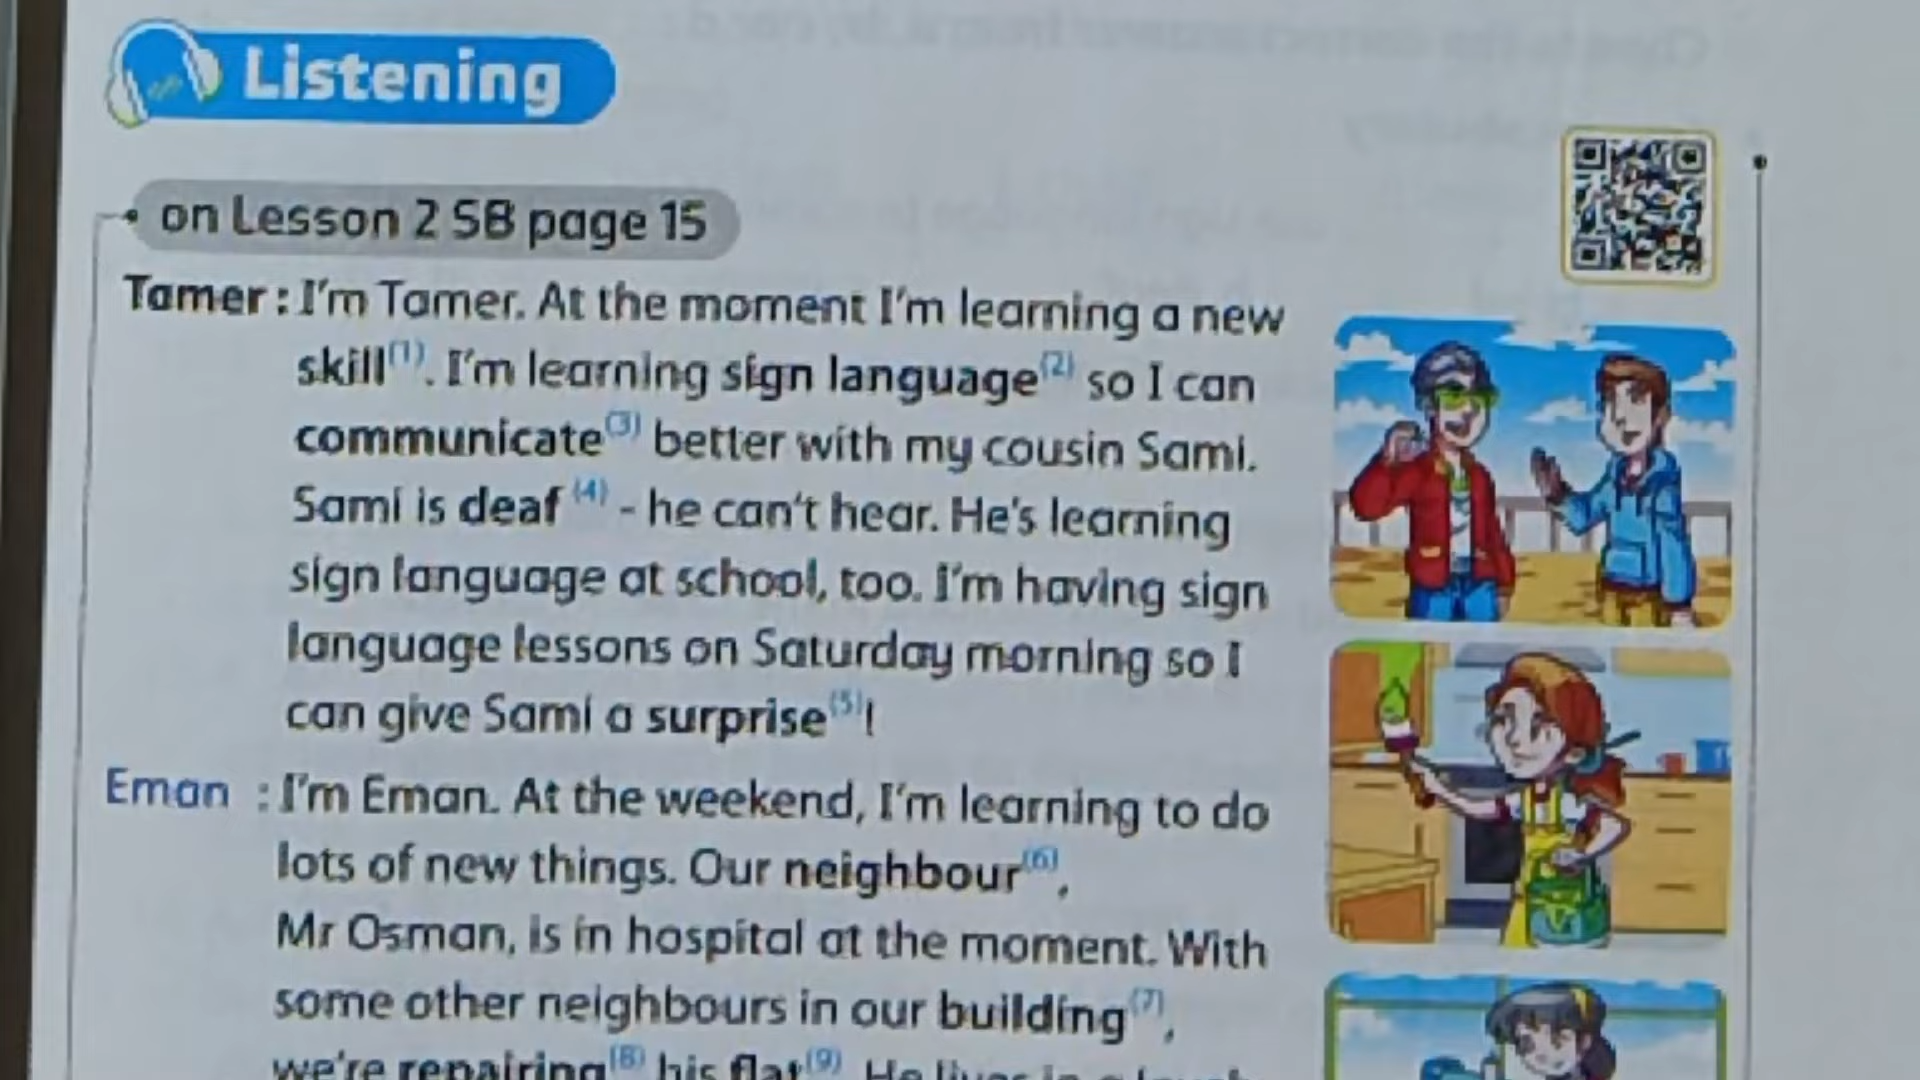 Listening
on Lesson 2 SB page 15
Tamer : I'm Tamer. At the moment I'm learning a new
skill(1). I'm learning sign language(2) so I can
communicate(3) better with my cousin Sami.
Sami is deaf (4) - he can't hear. He's learning
sign language at school, too. I'm having sign
language lessons on Saturday morning so I
can give Sami a surprise(5)!
Eman : I'm Eman. At the weekend, I'm learning to do
lots of new things. Our neighbour(6),
Mr Osman, is in hospital at the moment. With
some other neighbours in our building(7),
we're repairing(8) his flat(9). He lives in a lovely